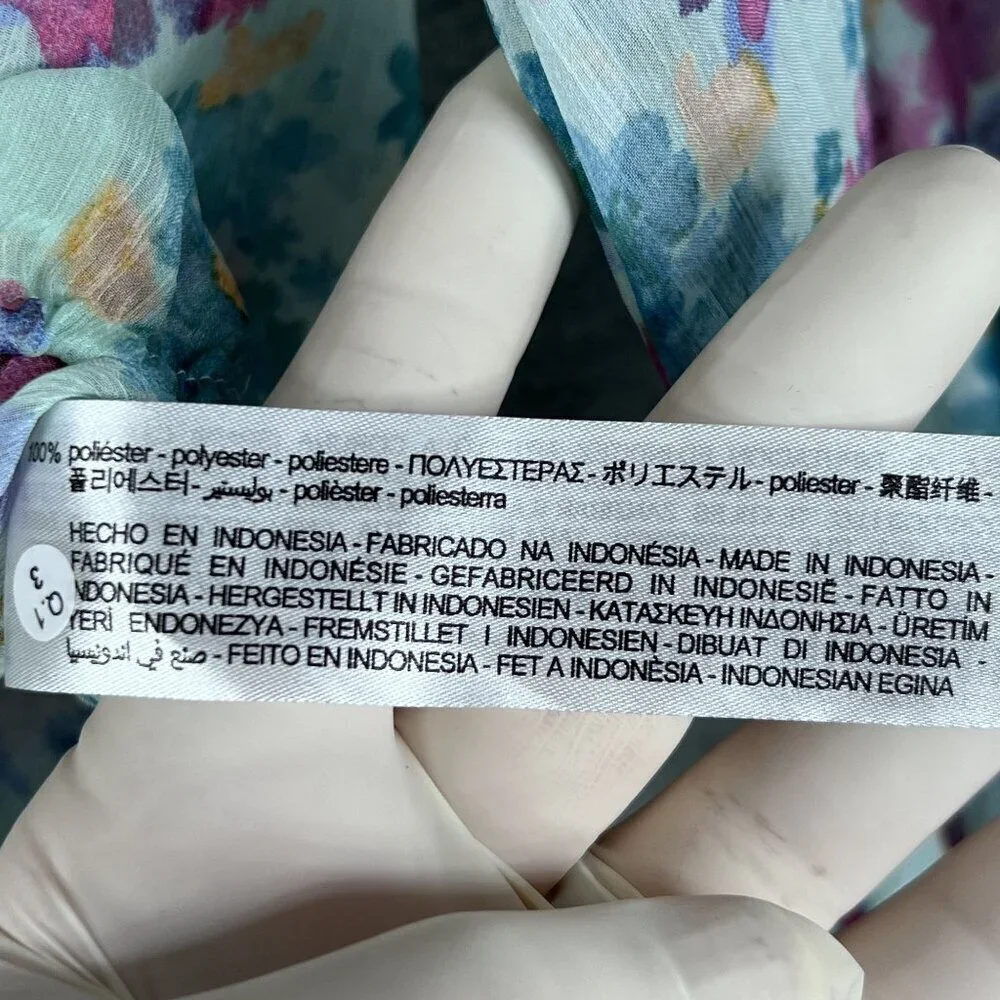 100% poliéster - polyester - poliestere - ΠΟΛΥΕΣΤΕΡΑΣ - ポリエステル - poliester - 聚酯纤维 -
폴리에스터 - بوليستير - polièster - poliesterra
HECHO EN INDONESIA - FABRICADO NA INDONÉSIA - MADE IN INDONESIA -
FABRIQUÉ EN INDONÉSIE - GEFABRICEERD IN INDONESIË - FATTO IN
INDONESIA - HERGESTELLT IN INDONESIEN - ΚΑΤΑΣΚΕΥΗ ΙΝΔΟΝΗΣΙΑ - ÜRETİM
YERİ ENDONEZYA - FREMSTILLET I INDONESIEN - DIBUAT DI INDONESIA -
صنع في اندونيسيا - FEITO EN INDONESIA - FET A INDONÈSIA - INDONESIAN EGINA
Q.1
3